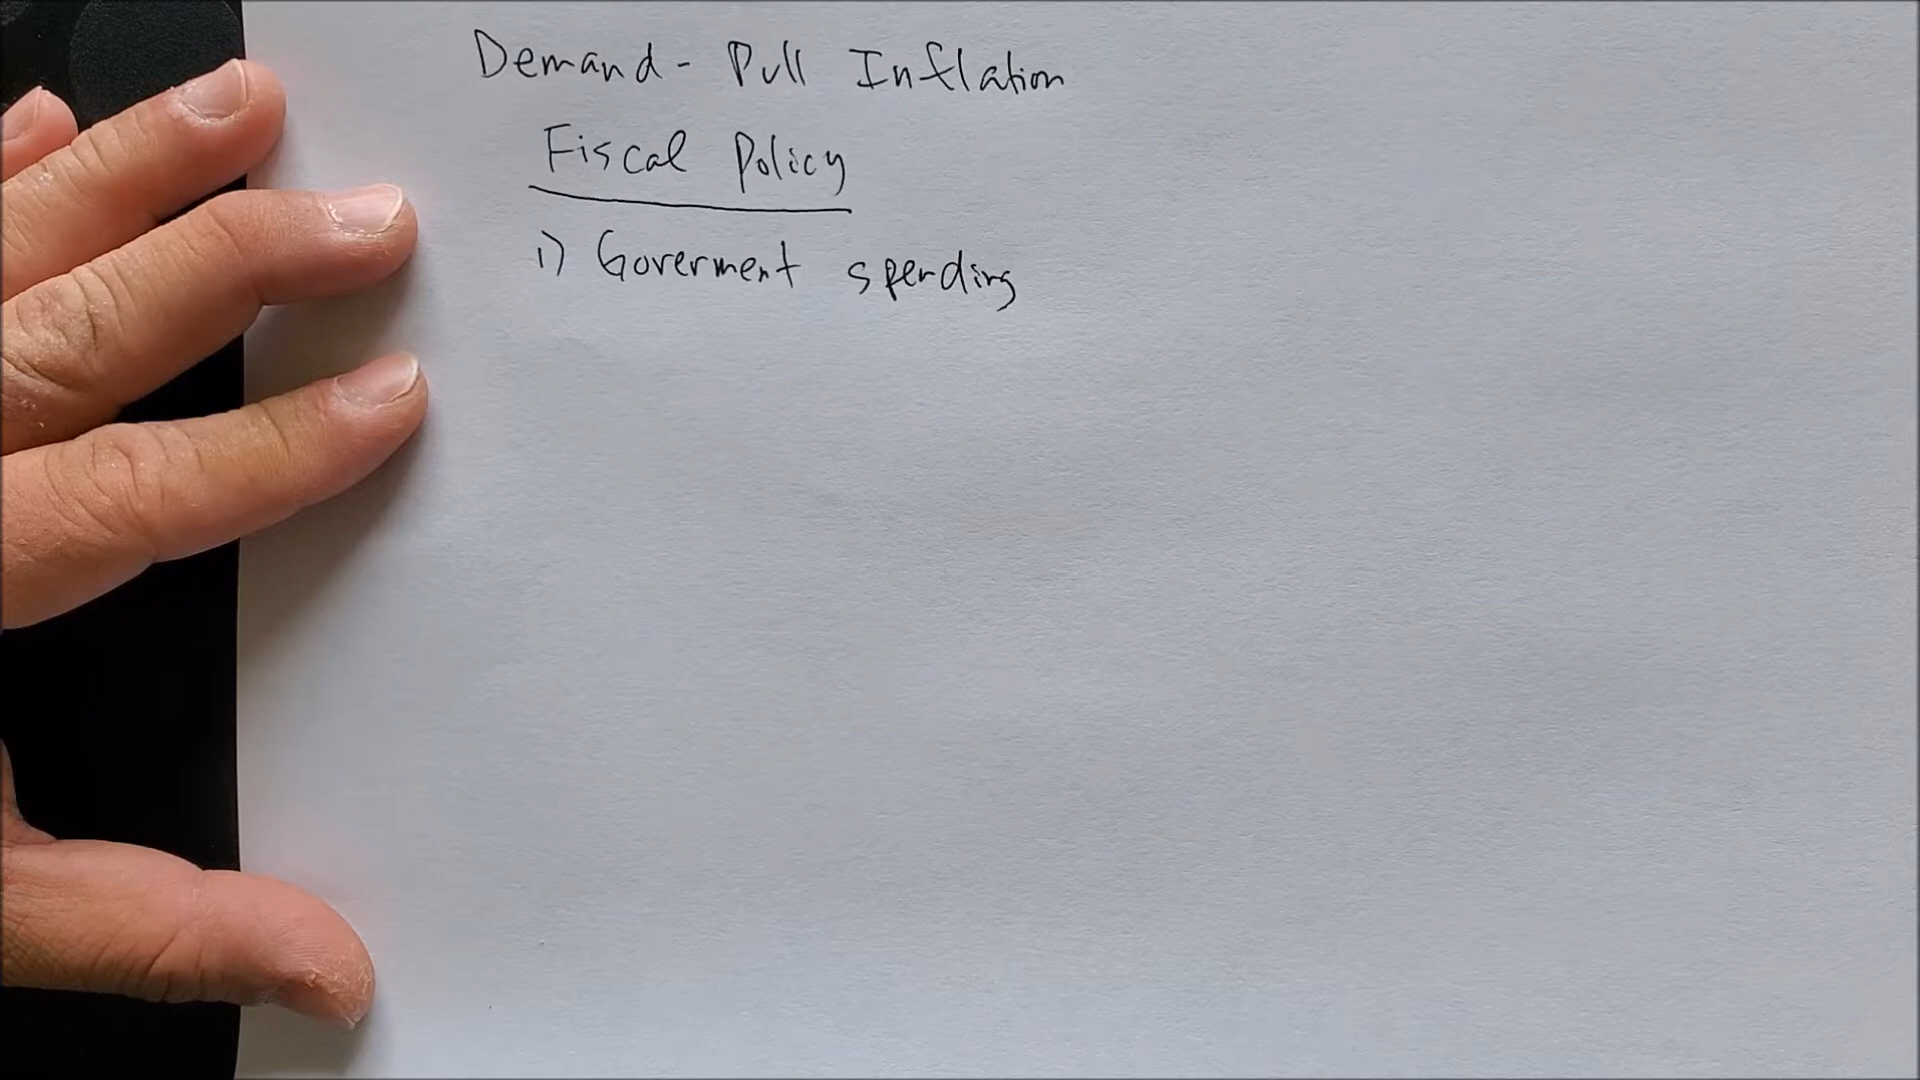 Demand - Pull Inflation
Fiscal Policy
1) Goverment spending